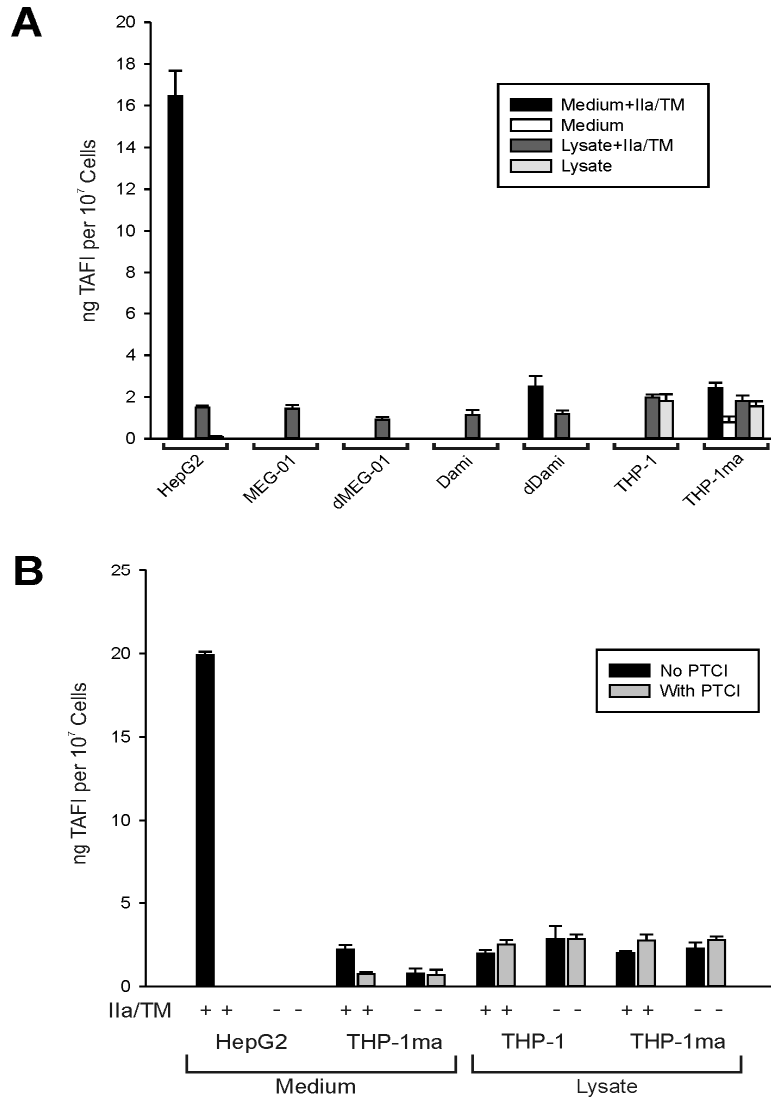 A
ng TAFI per 10⁷ Cells
20
18
16
14
12
10
8
6
4
2
0
Medium+IIa/TM
Medium
Lysate+IIa/TM
Lysate
HepG2
MEG-01
dMEG-01
Dami
dDami
THP-1
THP-1ma
B
ng TAFI per 10⁷ Cells
25
20
15
10
5
0
No PTCI
With PTCI
IIa/TM + + - - + + - - + + - - + + - -
HepG2 THP-1ma THP-1 THP-1ma
Medium Lysate